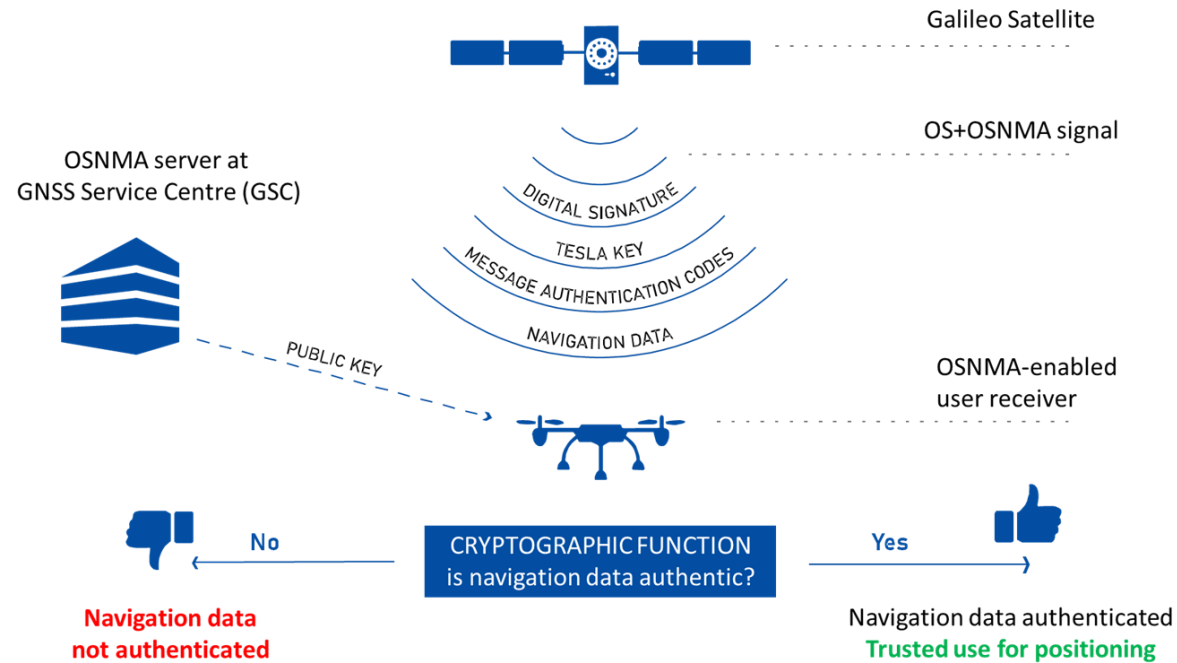 Galileo Satellite
OS+OSNMA signal
OSNMA server at
GNSS Service Centre (GSC)
DIGITAL SIGNATURE
TESLA KEY
MESSAGE AUTHENTICATION CODES
NAVIGATION DATA
PUBLIC KEY
OSNMA-enabled
user receiver
No
CRYPTOGRAPHIC FUNCTION
is navigation data authentic?
Yes
Navigation data
not authenticated
Navigation data authenticated
Trusted use for positioning